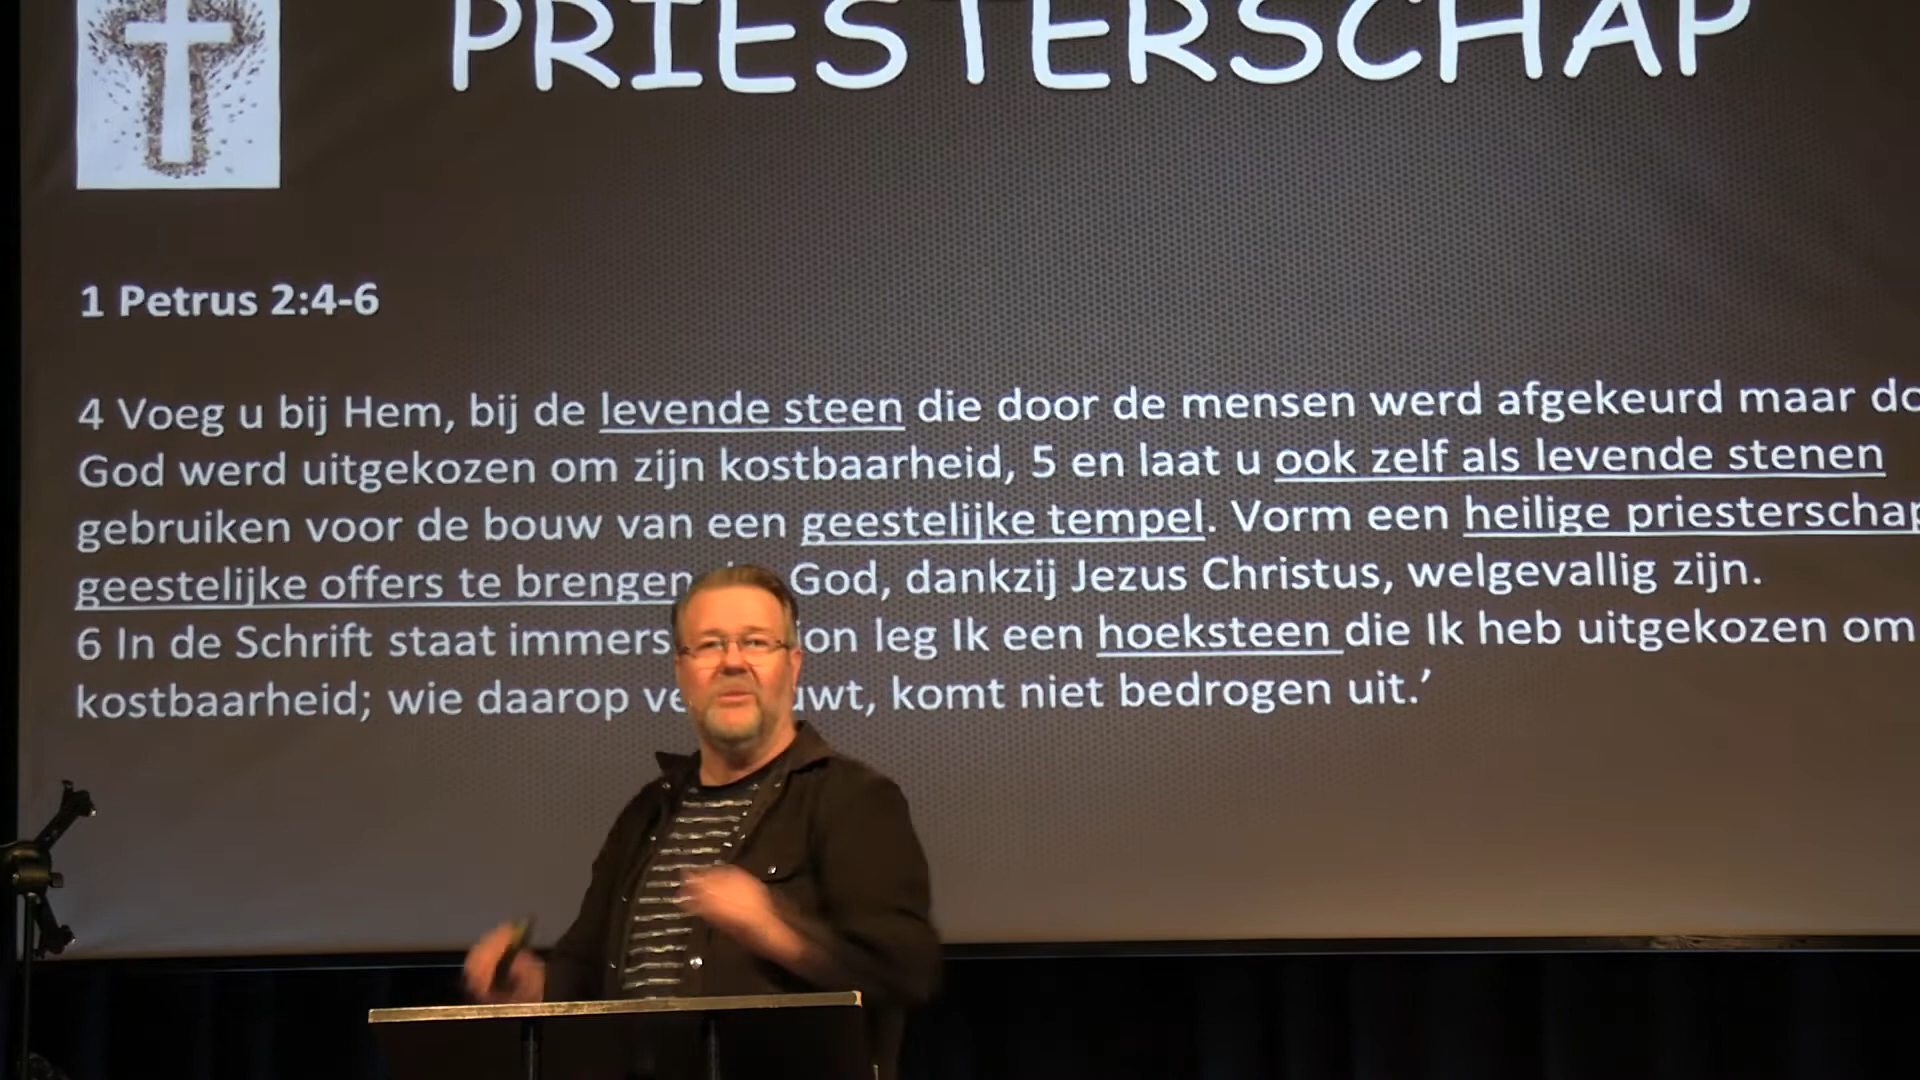 PRIESTERSCHAP
1 Petrus 2:4-6
4 Voeg u bij Hem, bij de levende steen die door de mensen werd afgekeurd maar
God werd uitgekozen om zijn kostbaarheid, 5 en laat u ook zelf als levende stenen
gebruiken voor de bouw van een geestelijke tempel. Vorm een heilige priesterschap
geestelijke offers te brengen God, dankzij Jezus Christus, welgevallig zijn.
6 In de Schrift staat immers leg Ik een hoeksteen die Ik heb uitgekozen om
kostbaarheid; wie daarop komt niet bedrogen uit.’